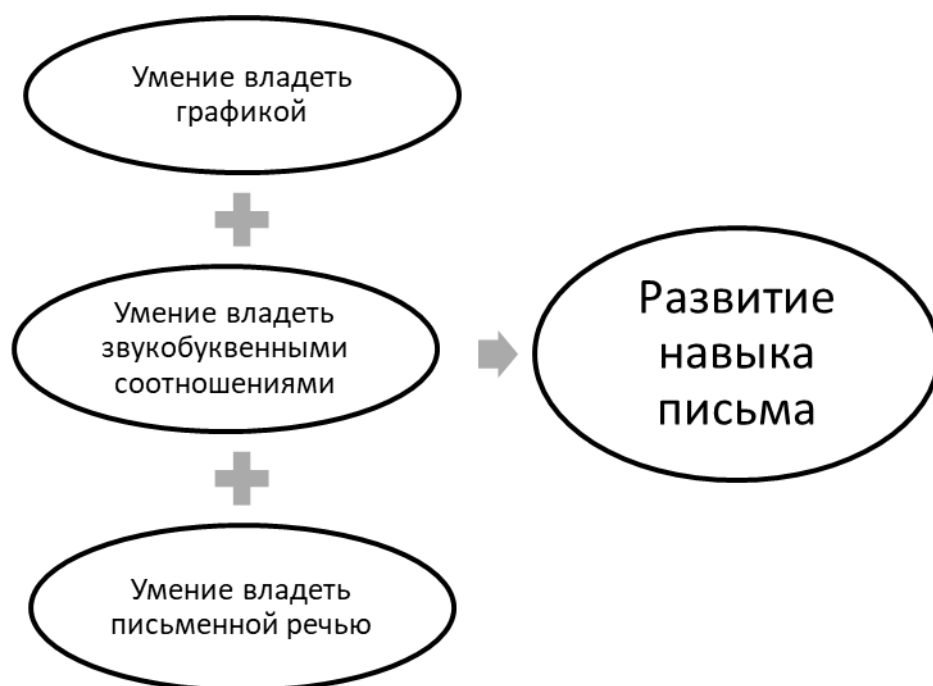 Умение владеть
графикой
Умение владеть
звукобуквенными
соотношениями
Умение владеть
письменной речью
Развитие
навыка
письма